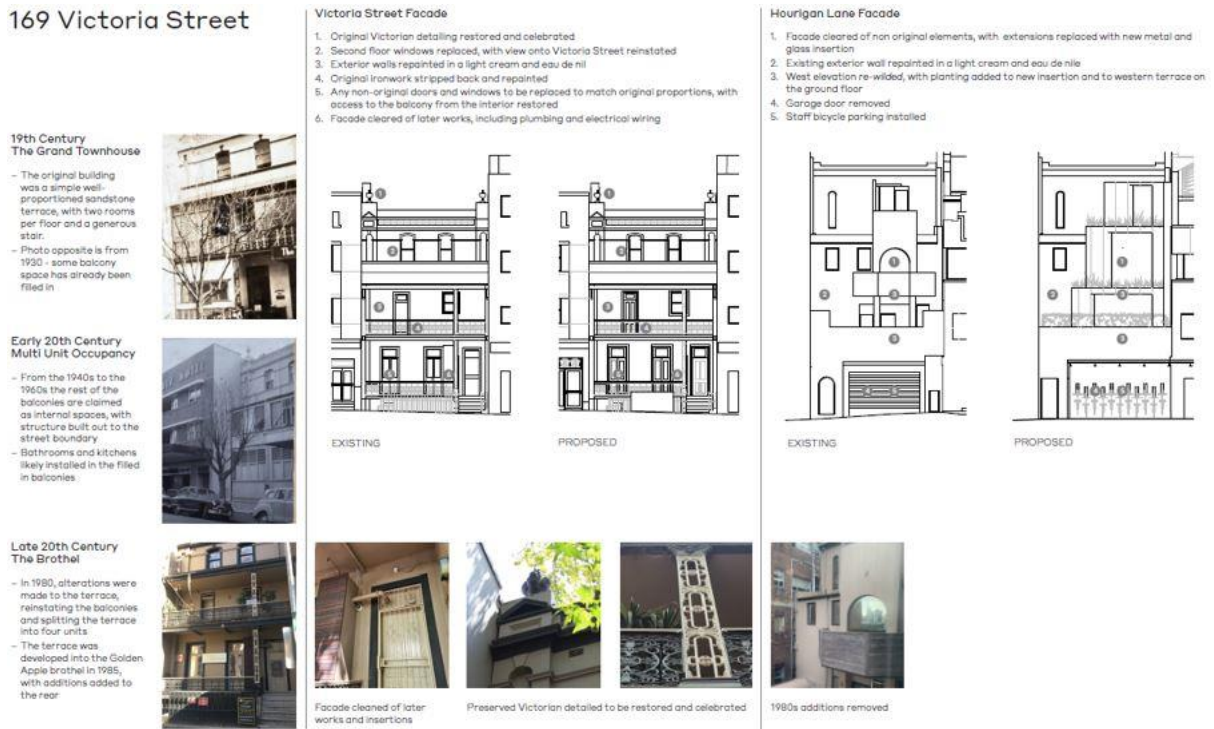 169 Victoria Street
19th Century
The Grand Townhouse
– The original building
was a simple well-
proportioned sandstone
terrace, with two rooms
per floor and a generous
stair.
– Photo opposite is from
1930 - some balcony
space has already been
filled in
Early 20th Century
Multi Unit Occupancy
– From the 1940s to the
1960s the rest of the
balconies are claimed
as internal spaces, with
structure built out to the
street boundary
– Bathrooms and kitchens
likely installed in the filled
in balconies
Late 20th Century
The Brothel
– In 1980, alterations were
made to the terrace,
reinstating the balconies
and splitting the terrace
into four units
– The terrace was
developed into the Golden
Apple brothel in 1985,
with additions added to
the rear
Victoria Street Facade
1. Original Victorian detailing restored and celebrated
2. Second floor windows replaced, with view onto Victoria Street reinstated
3. Exterior walls repainted in a light cream and eau de nil
4. Original ironwork stripped back and repainted
5. Any non-original doors and windows to be replaced to match original proportions, with
access to the balcony from the interior restored
6. Facade cleared of later works, including plumbing and electrical wiring
EXISTING
PROPOSED
Facade cleaned of later
works and insertions
Preserved Victorian detailed to be restored and celebrated
Hourigan Lane Facade
1. Facade cleared of non original elements, with extensions replaced with new metal and
glass insertion
2. Existing exterior wall repainted in a light cream and eau de nile
3. West elevation re-wilded, with planting added to new insertion and to western terrace on
the ground floor
4. Garage door removed
5. Staff bicycle parking installed
EXISTING
PROPOSED
1980s additions removed